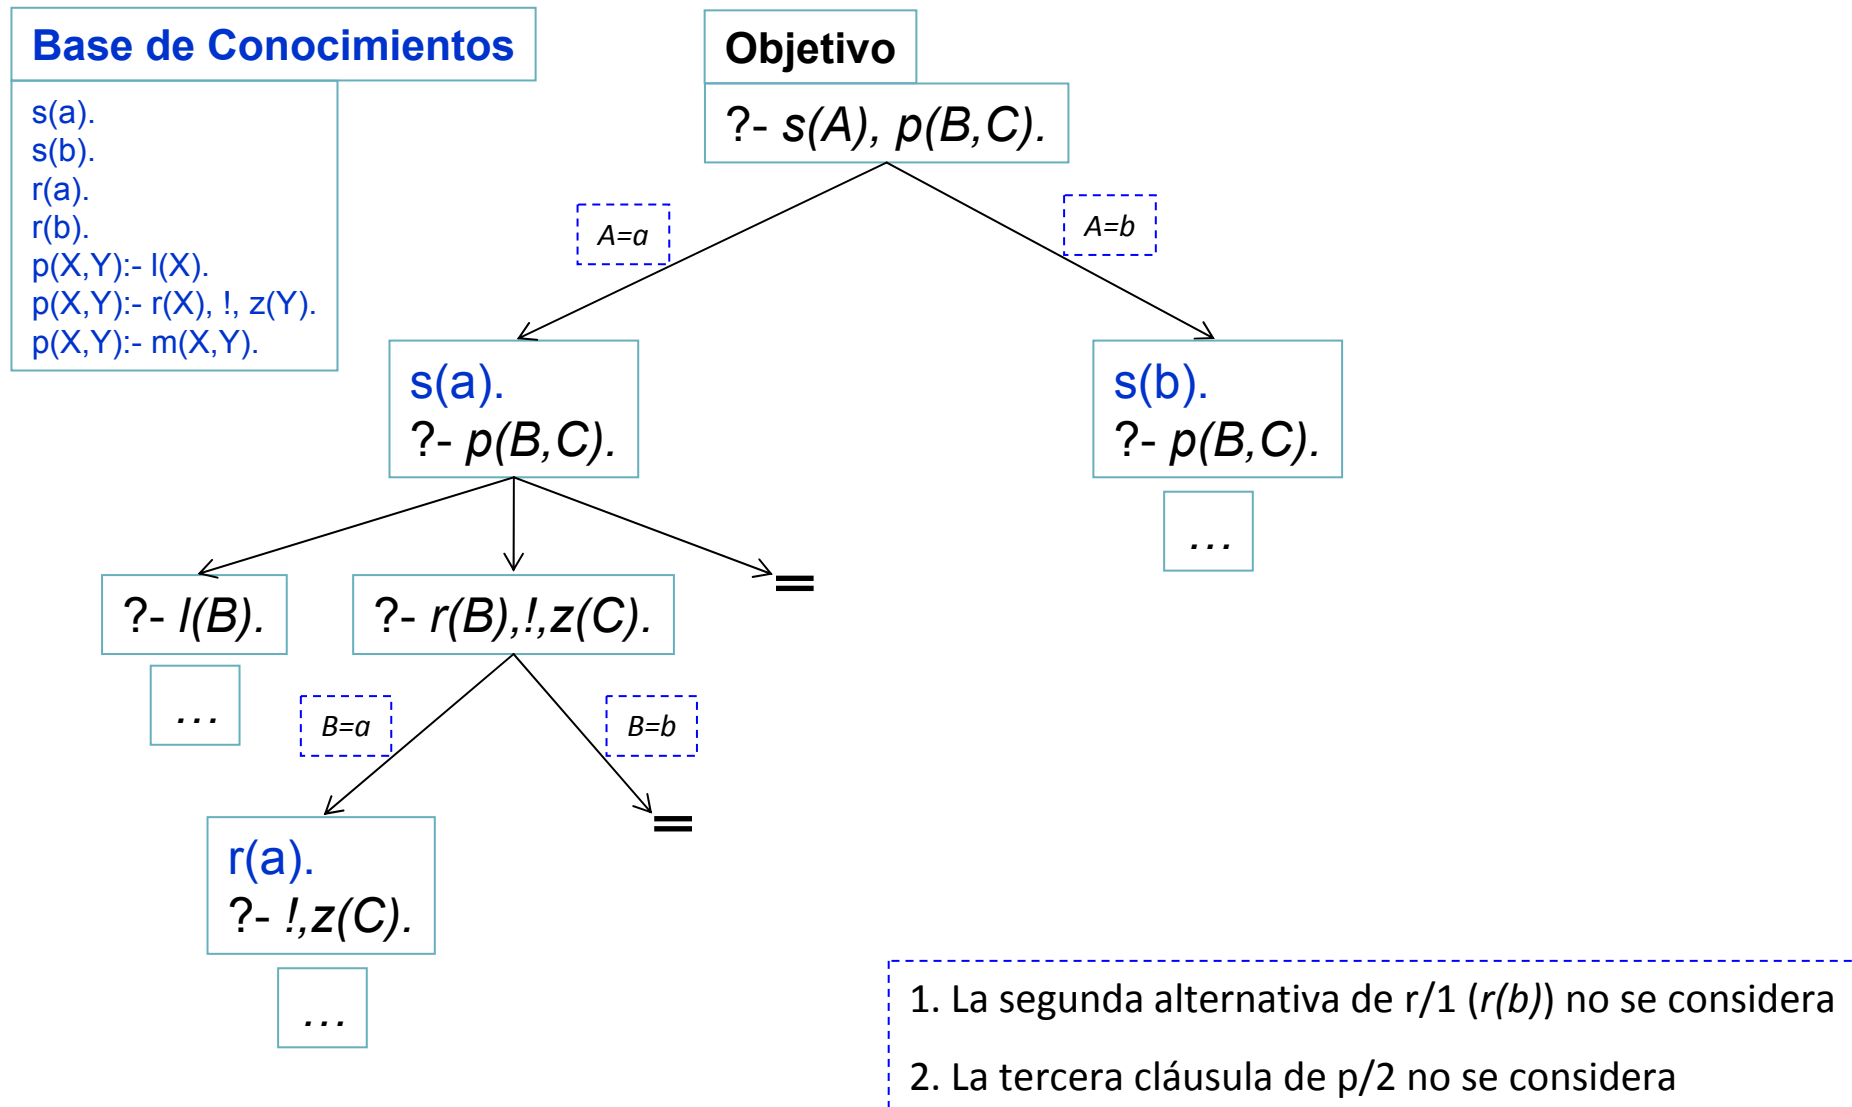 Base de Conocimientos
s(a).
s(b).
r(a).
r(b).
p(X,Y):- l(X).
p(X,Y):- r(X), !, z(Y).
p(X,Y):- m(X,Y).
Objetivo
?- s(A), p(B,C).
A=a
A=b
s(a).
?- p(B,C).
s(b).
?- p(B,C).
...
?- l(B).
...
?- r(B),!,z(C).
=
B=a
B=b
r(a).
?- !,z(C).
...
=
1. La segunda alternativa de r/1 (r(b)) no se considera
2. La tercera cláusula de p/2 no se considera